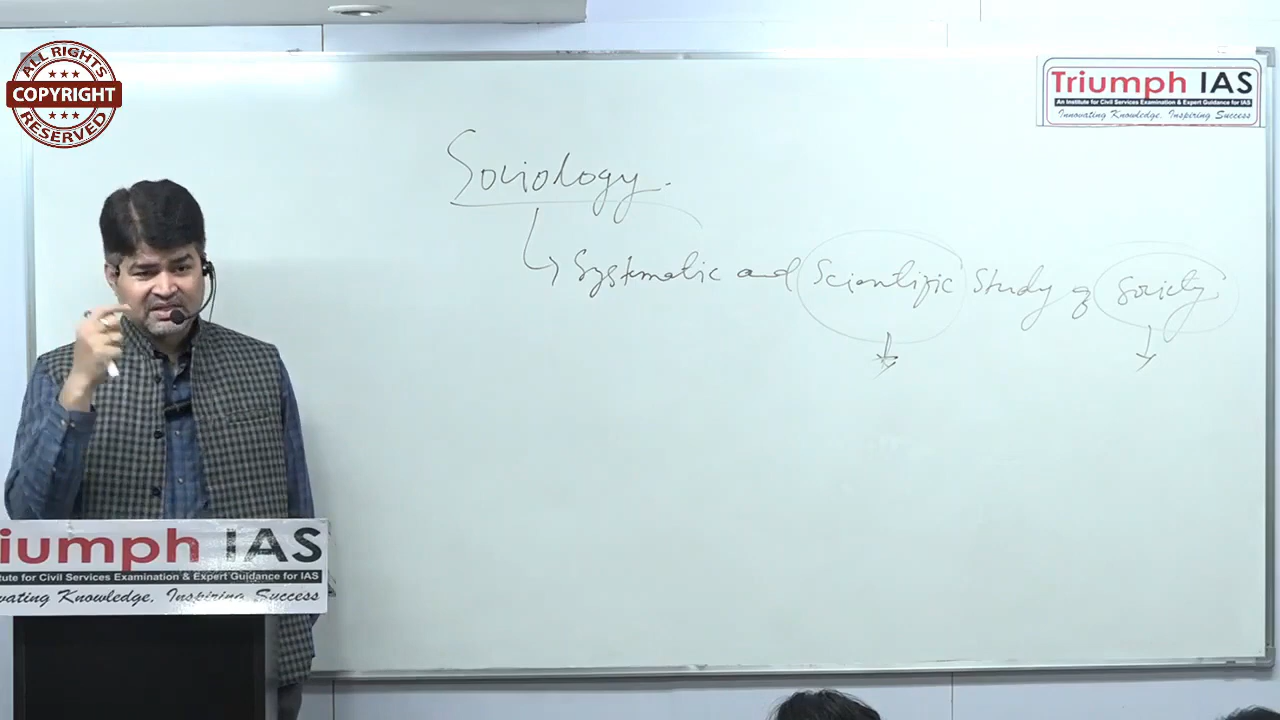 ALL RIGHTS
COPYRIGHT
RESERVED
Triumph IAS
An Institute for Civil Services Examination & Expert Guidance for IAS
Innovating Knowledge, Inspiring Success
Sociology.
Systematic and Scientific Study of Society
iumph IAS
tute for Civil Services Examination & Expert Guidance for IAS
vating Knowledge, Inspiring Success